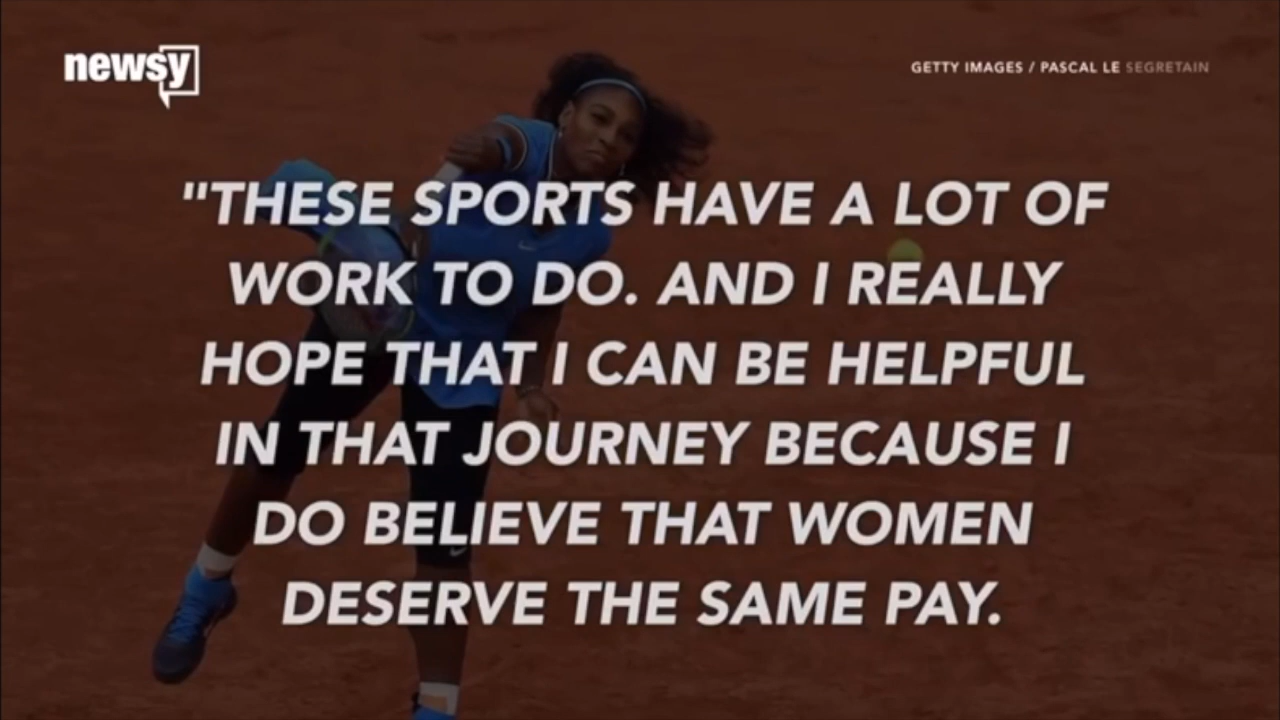 newsy
GETTY IMAGES / PASCAL LE SEGRETAIN
"THESE SPORTS HAVE A LOT OF
WORK TO DO. AND I REALLY
HOPE THAT I CAN BE HELPFUL
IN THAT JOURNEY BECAUSE I
DO BELIEVE THAT WOMEN
DESERVE THE SAME PAY.